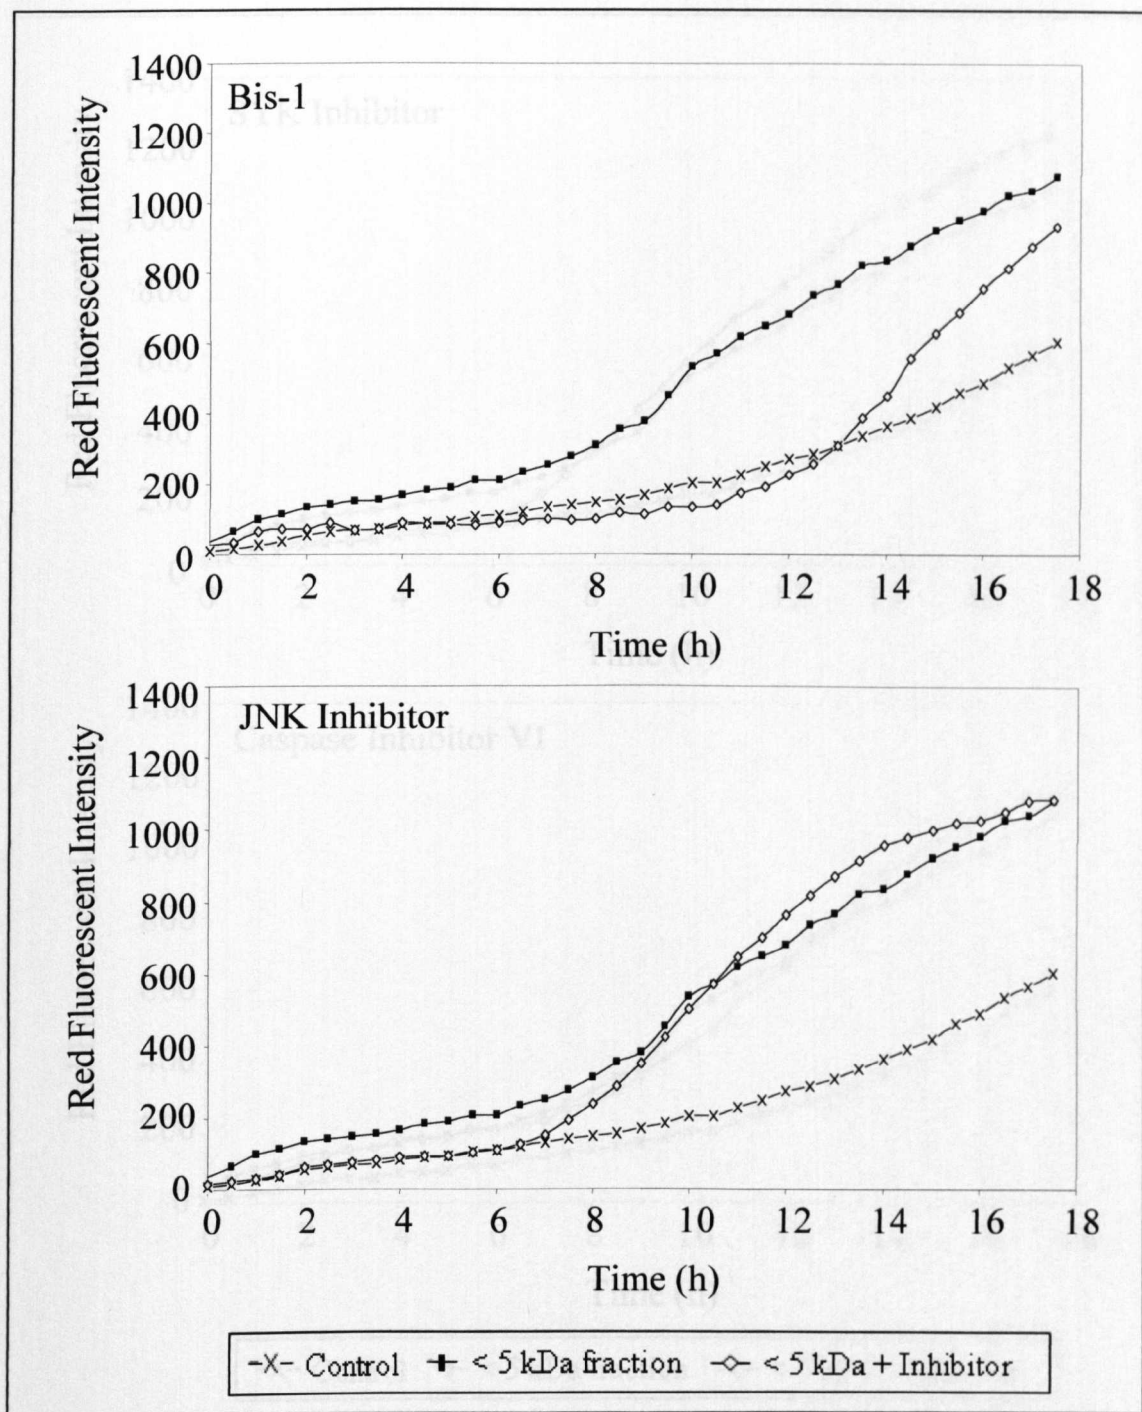 Bis-1
Red Fluorescent Intensity
1400
1200
1000
800
600
400
200
0
0 2 4 6 8 10 12 14 16 18
Time (h)
JNK Inhibitor
Red Fluorescent Intensity
1400
1200
1000
800
600
400
200
0
0 2 4 6 8 10 12 14 16 18
Time (h)
Control < 5 kDa fraction < 5 kDa + Inhibitor